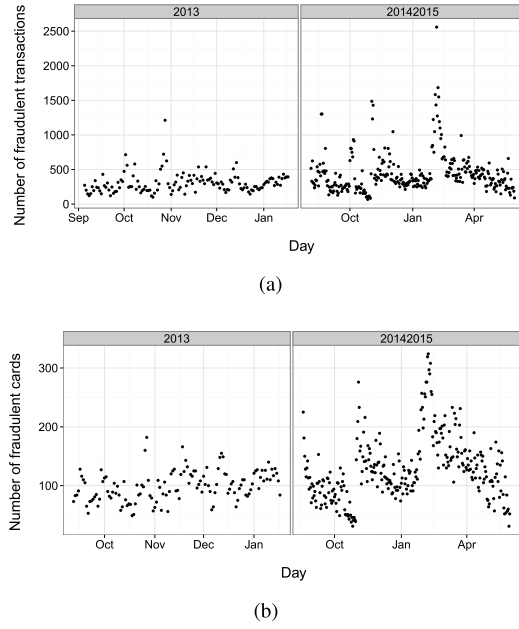 2013 20142015
Number of fraudulent transactions
2500
2000
1500
1000
500
0
Sep Oct Nov Dec Jan Oct Jan Apr
Day
(a)
2013 20142015
Number of fraudulent cards
300
200
100
Oct Nov Dec Jan Oct Jan Apr
Day
(b)